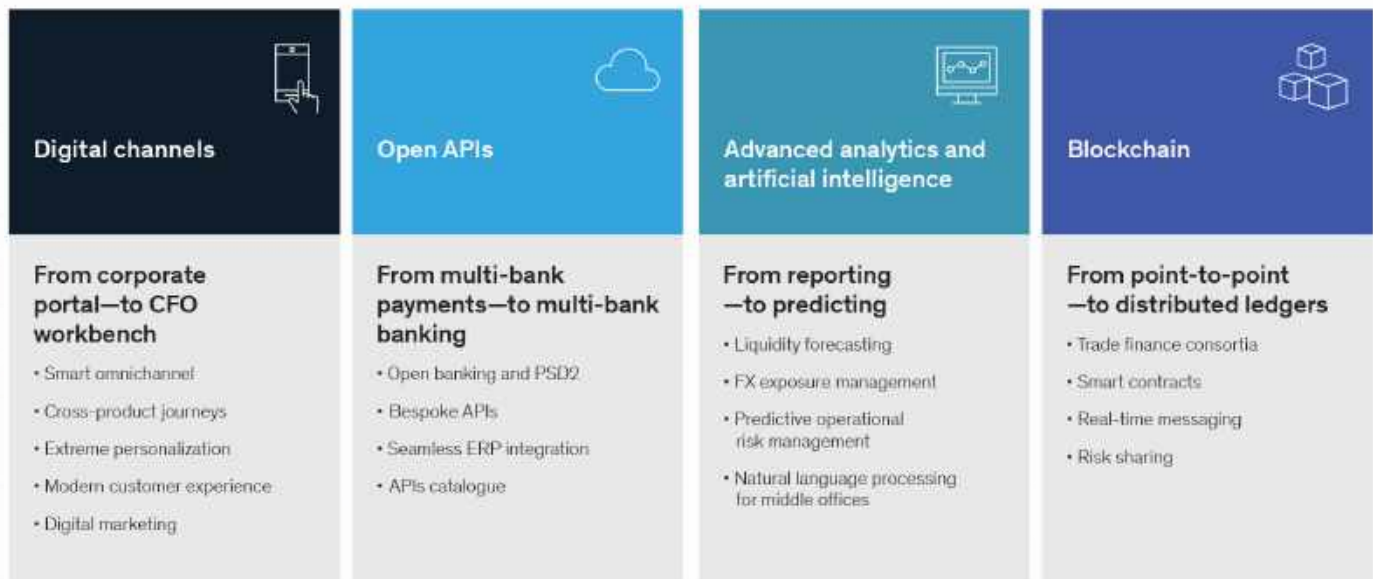 Digital channels
From corporate
portal—to CFO
workbench
• Smart omnichannel
• Cross-product journeys
• Extreme personalization
• Modern customer experience
• Digital marketing
Open APIs
From multi-bank
payments—to multi-bank
banking
• Open banking and PSD2
• Bespoke APIs
• Seamless ERP integration
• APIs catalogue
Advanced analytics and
artificial intelligence
From reporting
—to predicting
• Liquidity forecasting
• FX exposure management
• Predictive operational
risk management
• Natural language processing
for middle offices
Blockchain
From point-to-point
—to distributed ledgers
• Trade finance consortia
• Smart contracts
• Real-time messaging
• Risk sharing